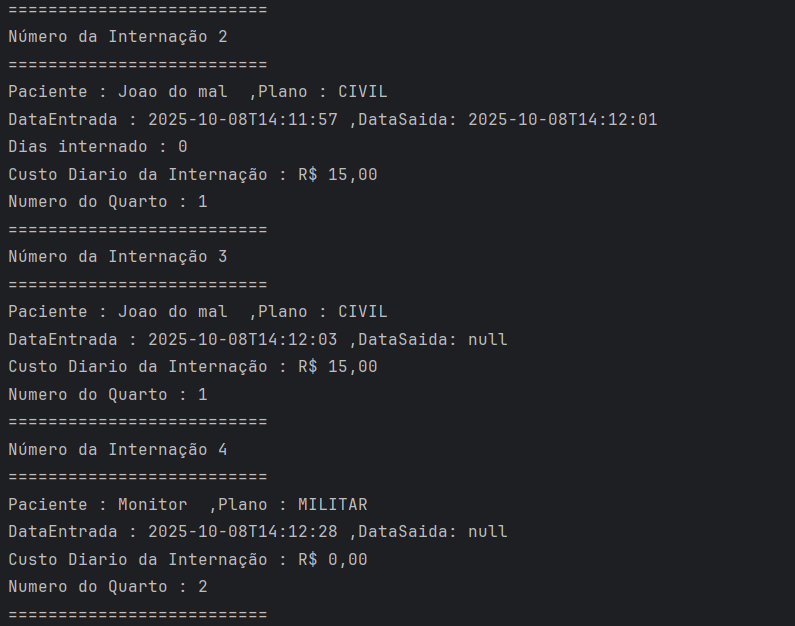 ==========================
Número da Internação 2
==========================
Paciente : Joao do mal  ,Plano : CIVIL
DataEntrada : 2025-10-08T14:11:57 ,DataSaida: 2025-10-08T14:12:01
Dias internado : 0
Custo Diario da Internação : R$ 15,00
Numero do Quarto : 1
==========================
Número da Internação 3
==========================
Paciente : Joao do mal  ,Plano : CIVIL
DataEntrada : 2025-10-08T14:12:03 ,DataSaida: null
Custo Diario da Internação : R$ 15,00
Numero do Quarto : 1
==========================
Número da Internação 4
==========================
Paciente : Monitor  ,Plano : MILITAR
DataEntrada : 2025-10-08T14:12:28 ,DataSaida: null
Custo Diario da Internação : R$ 0,00
Numero do Quarto : 2
==========================